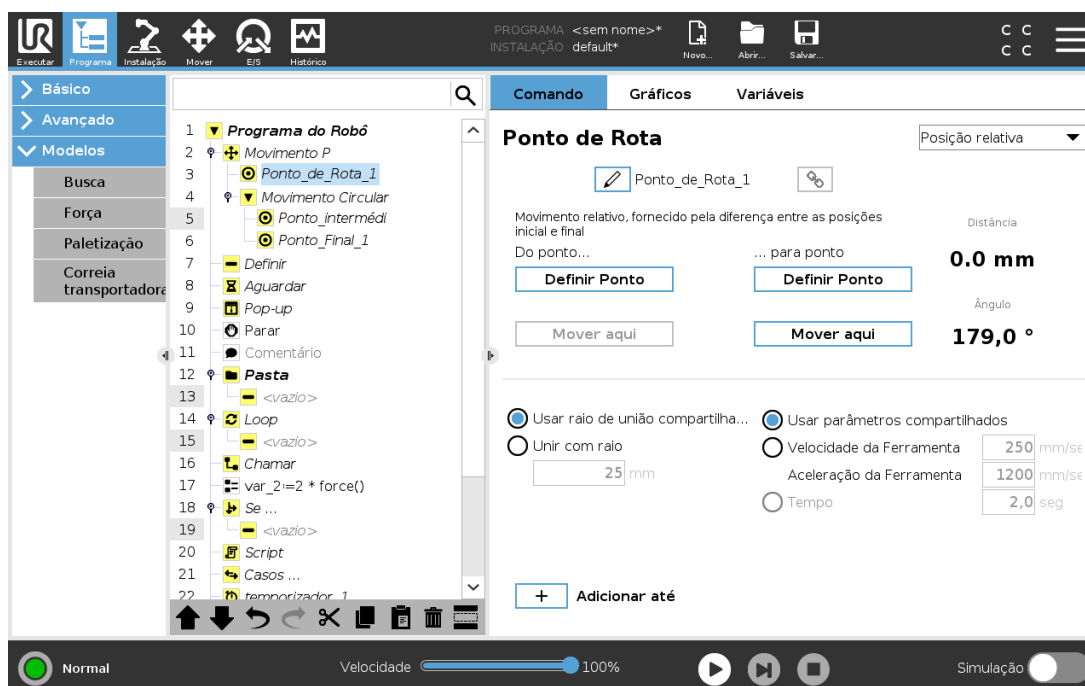 UR
PROGRAMA <sem nome>*
INSTALAÇÃO default*
Executar Programa Instalação Mover E/S Histórico Novo... Abrir... Salvar...
C C
C C
Básico
Avançado
Modelos
Busca
Força
Paletização
Correia
transportadora
1 Programa do Robô
2 Movimento P
3 Ponto_de_Rota_1
4 Movimento Circular
5 Ponto_intermédi
6 Ponto_Final_1
7 Definir
8 Aguardar
9 Pop-up
10 Parar
11 Comentário
12 Pasta
13 <vazio>
14 Loop
15 <vazio>
16 Chamar
17 var_2:=2 * force()
18 Se ...
19 <vazio>
20 Script
21 Casos ...
22 temporizador_1
Comando Gráficos Variáveis
Ponto de Rota
Posição relativa
Ponto_de_Rota_1
Movimento relativo, fornecido pela diferença entre as posições
inicial e final
Do ponto... ... para ponto
Definir Ponto Definir Ponto
Mover aqui Mover aqui
Distância
0.0 mm
Ângulo
179,0 °
Usar raio de união compartilha...
Unir com raio
25 mm
Usar parâmetros compartilhados
Velocidade da Ferramenta 250 mm/se
Aceleração da Ferramenta 1200 mm/se
Tempo 2,0 seg
+ Adicionar até
Normal
Velocidade 100%
Simulação